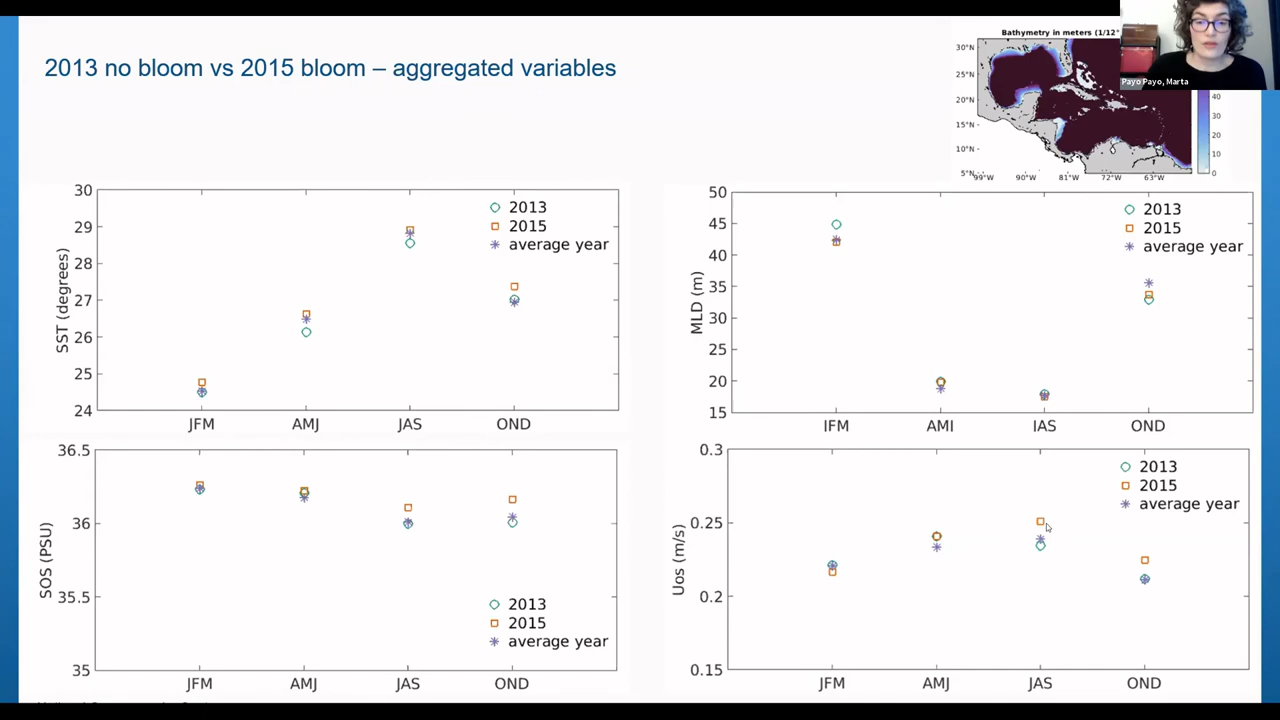 2013 no bloom vs 2015 bloom – aggregated variables
Bathymetry in meters (1/12°
30°N
25°N
20°N
15°N
10°N
5°N
99°W 90°W 81°W 72°W 63°W
40
30
20
10
0
Payo Payo, Marta
30
29
28
27
26
25
24
SST (degrees)
2013
2015
average year
JFM AMJ JAS OND
50
45
40
35
30
25
20
15
MLD (m)
2013
2015
average year
JFM AMJ JAS OND
36.5
36
35.5
35
SOS (PSU)
2013
2015
average year
JFM AMJ JAS OND
0.3
0.25
0.2
0.15
Uos (m/s)
2013
2015
average year
JFM AMJ JAS OND